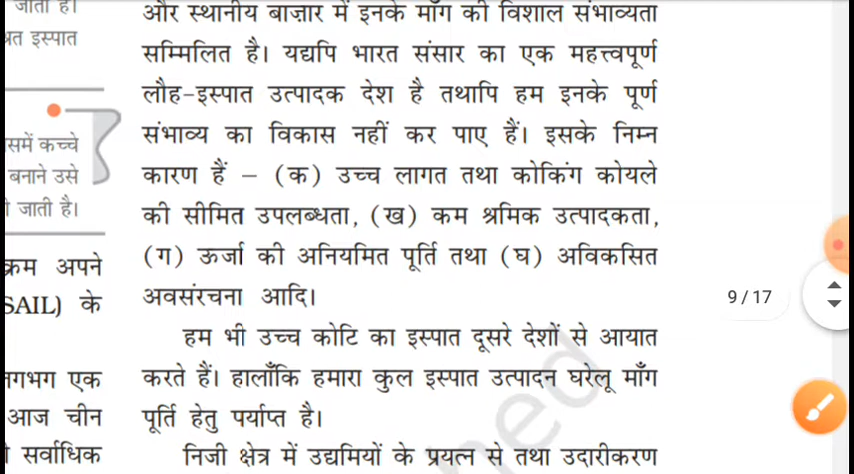 जाता है।
श्रत इस्पात
समें कच्चे
बनाने उसे
जाती है।
क्रम अपने
SAIL) के
लगभग एक
आज चीन
सर्वाधिक
और स्थानीय बाज़ार में इनके माँग की विशाल संभाव्यता
सम्मिलित है। यद्यपि भारत संसार का एक महत्त्वपूर्ण
लौह-इस्पात उत्पादक देश है तथापि हम इनके पूर्ण
संभाव्य का विकास नहीं कर पाए हैं। इसके निम्न
कारण हैं – (क) उच्च लागत तथा कोकिंग कोयले
की सीमित उपलब्धता, (ख) कम श्रमिक उत्पादकता,
(ग) ऊर्जा की अनियमित पूर्ति तथा (घ) अविकसित
अवसंरचना आदि।
हम भी उच्च कोटि का इस्पात दूसरे देशों से आयात
करते हैं। हालाँकि हमारा कुल इस्पात उत्पादन घरेलू माँग
पूर्ति हेतु पर्याप्त है।
निजी क्षेत्र में उद्यमियों के प्रयत्न से तथा उदारीकरण
9 / 17